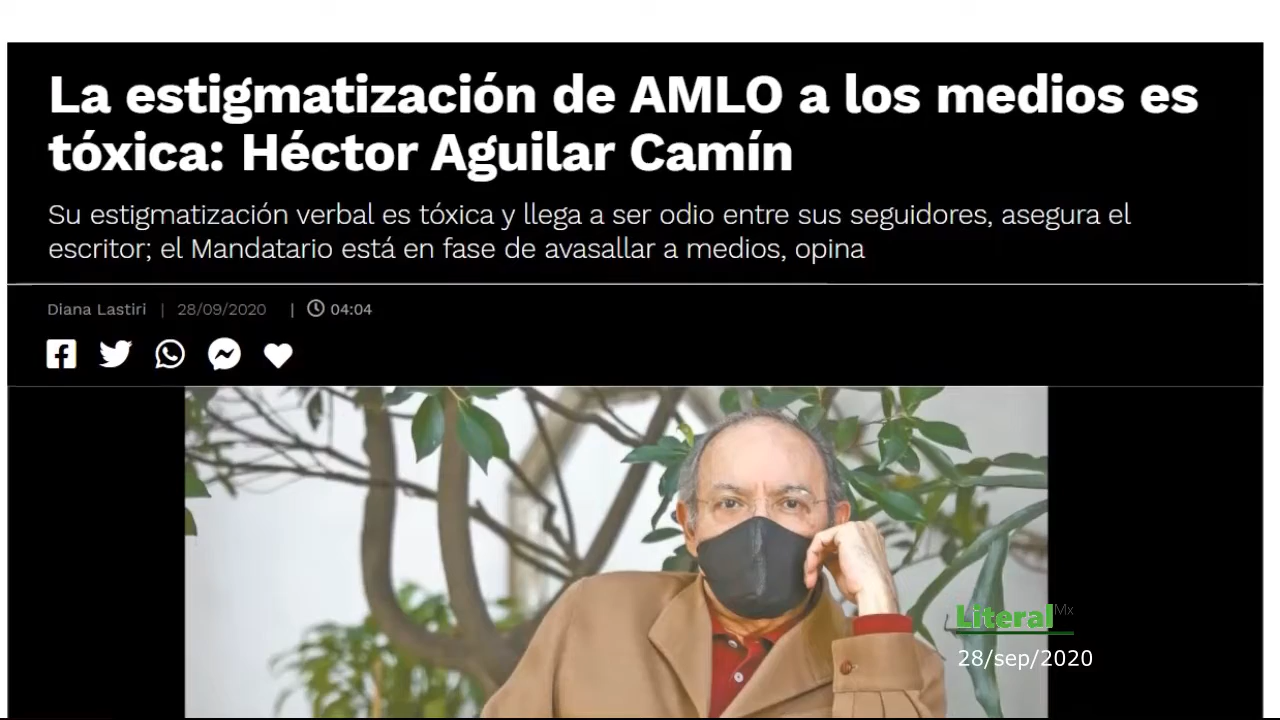 La estigmatización de AMLO a los medios es
tóxica: Héctor Aguilar Camín
Su estigmatización verbal es tóxica y llega a ser odio entre sus seguidores, asegura el
escritor; el Mandatario está en fase de avasallar a medios, opina
Diana Lastiri | 28/09/2020 | 04:04
Literal Mx
28/sep/2020